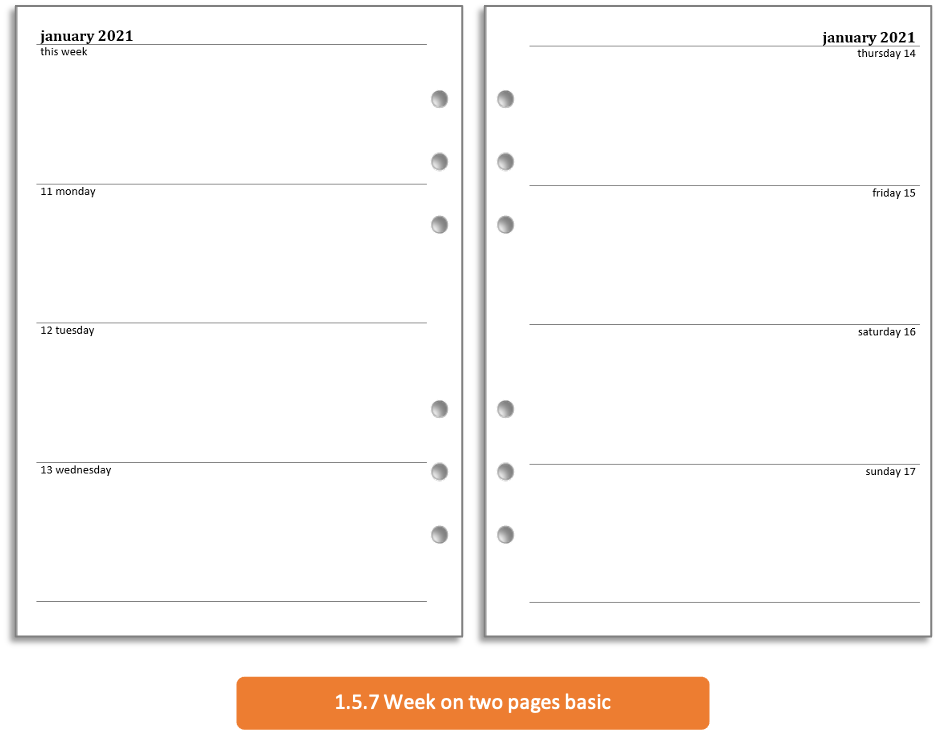 january 2021
this week
11 monday
12 tuesday
13 wednesday
january 2021
thursday 14
friday 15
saturday 16
sunday 17
1.5.7 Week on two pages basic